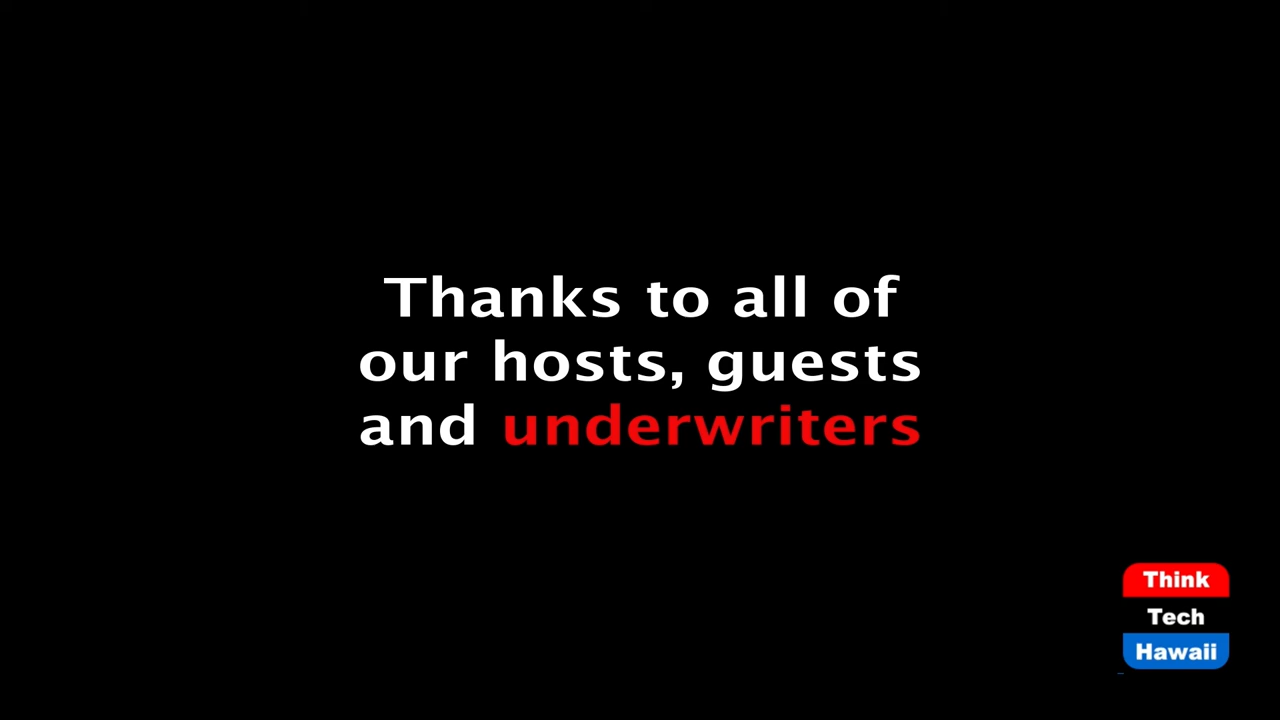 Thanks to all of
our hosts, guests
and underwriters
Think
Tech
Hawaii